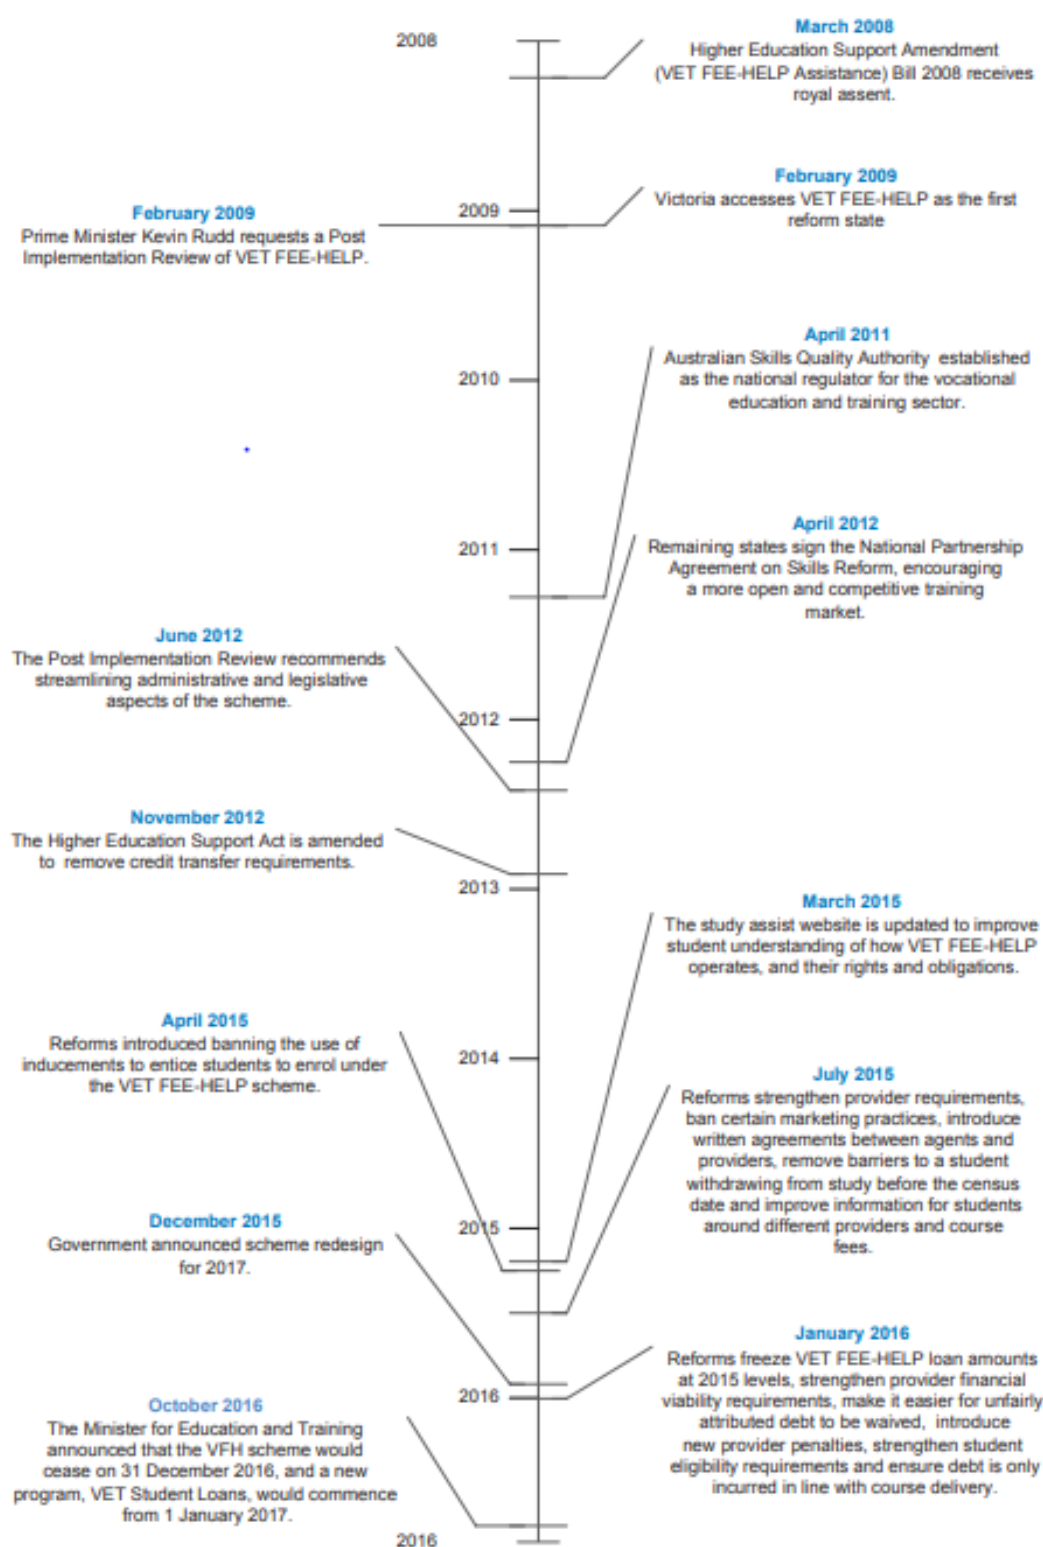 2008
March 2008
Higher Education Support Amendment
(VET FEE-HELP Assistance) Bill 2008 receives
royal assent.
February 2009
Victoria accesses VET FEE-HELP as the first
reform state
2009
February 2009
Prime Minister Kevin Rudd requests a Post
Implementation Review of VET FEE-HELP.
April 2011
Australian Skills Quality Authority established
as the national regulator for the vocational
education and training sector.
2010
April 2012
Remaining states sign the National Partnership
Agreement on Skills Reform, encouraging
a more open and competitive training
market.
2011
June 2012
The Post Implementation Review recommends
streamlining administrative and legislative
aspects of the scheme.
2012
November 2012
The Higher Education Support Act is amended
to remove credit transfer requirements.
2013
March 2015
The study assist website is updated to improve
student understanding of how VET FEE-HELP
operates, and their rights and obligations.
April 2015
Reforms introduced banning the use of
inducements to entice students to enrol under
the VET FEE-HELP scheme.
2014
July 2015
Reforms strengthen provider requirements,
ban certain marketing practices, introduce
written agreements between agents and
providers, remove barriers to a student
withdrawing from study before the census
date and improve information for students
around different providers and course
fees.
2015
December 2015
Government announced scheme redesign
for 2017.
January 2016
Reforms freeze VET FEE-HELP loan amounts
at 2015 levels, strengthen provider financial
viability requirements, make it easier for unfairly
attributed debt to be waived, introduce
new provider penalties, strengthen student
eligibility requirements and ensure debt is only
incurred in line with course delivery.
2016
October 2016
The Minister for Education and Training
announced that the VFH scheme would
cease on 31 December 2016, and a new
program, VET Student Loans, would commence
from 1 January 2017.
2016